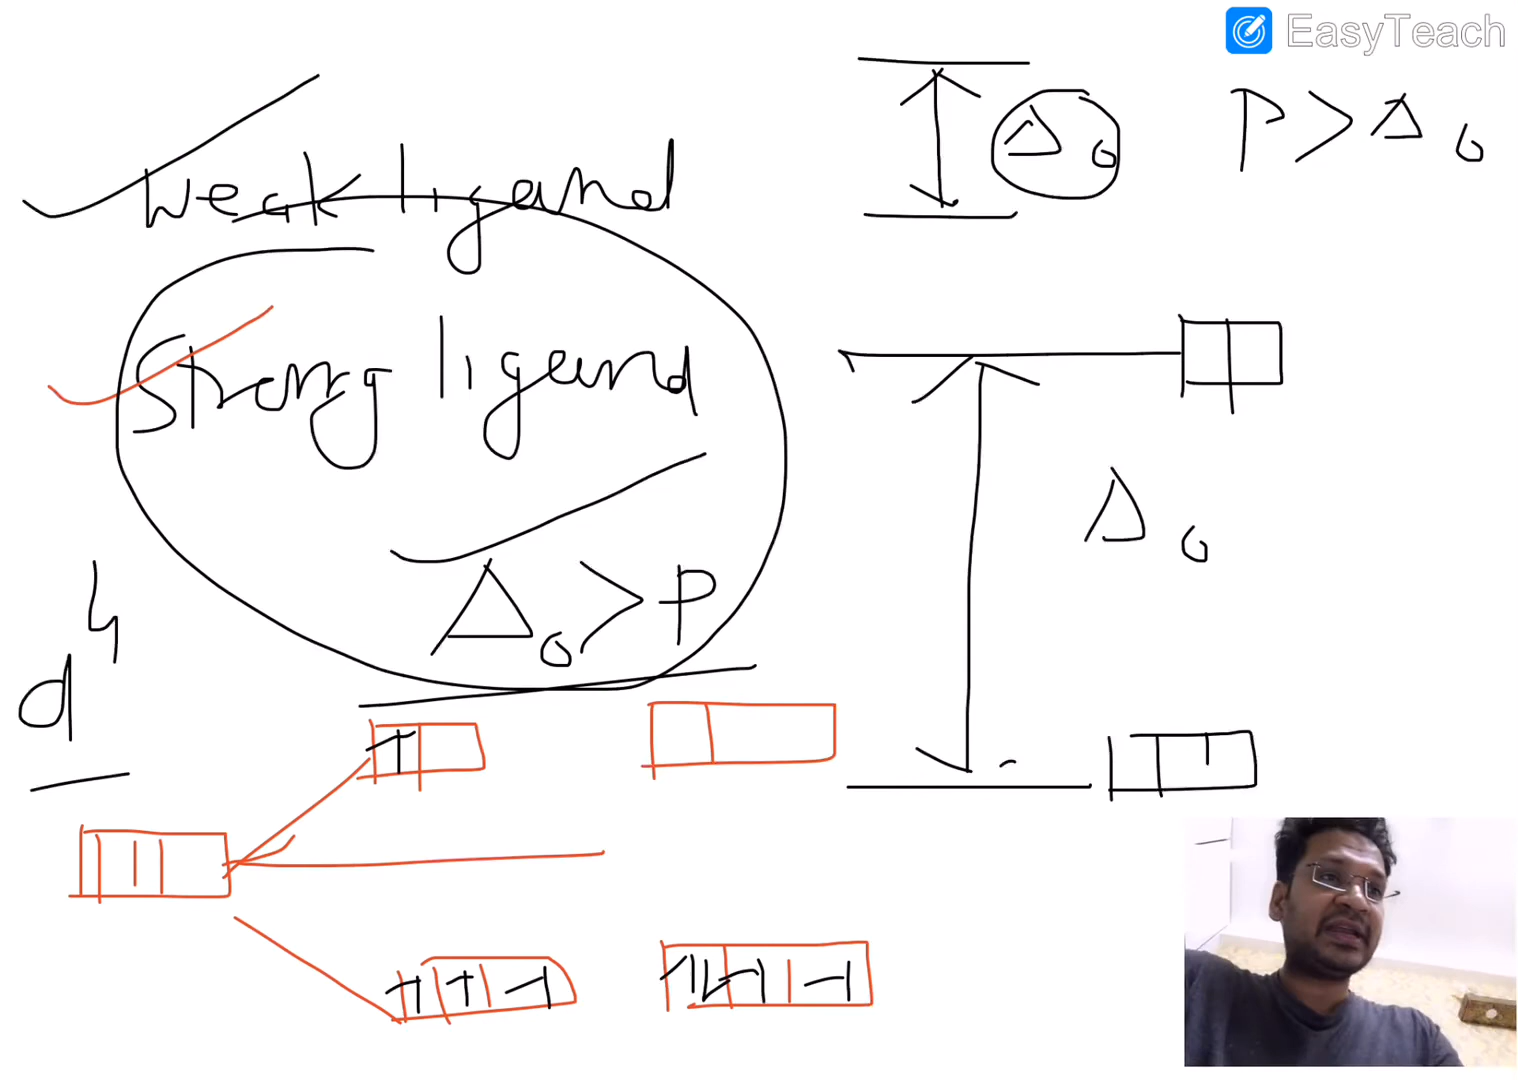 EasyTeach
Δo
P > Δo
Weak ligand
Strong ligand
Δo
Δo > P
d4